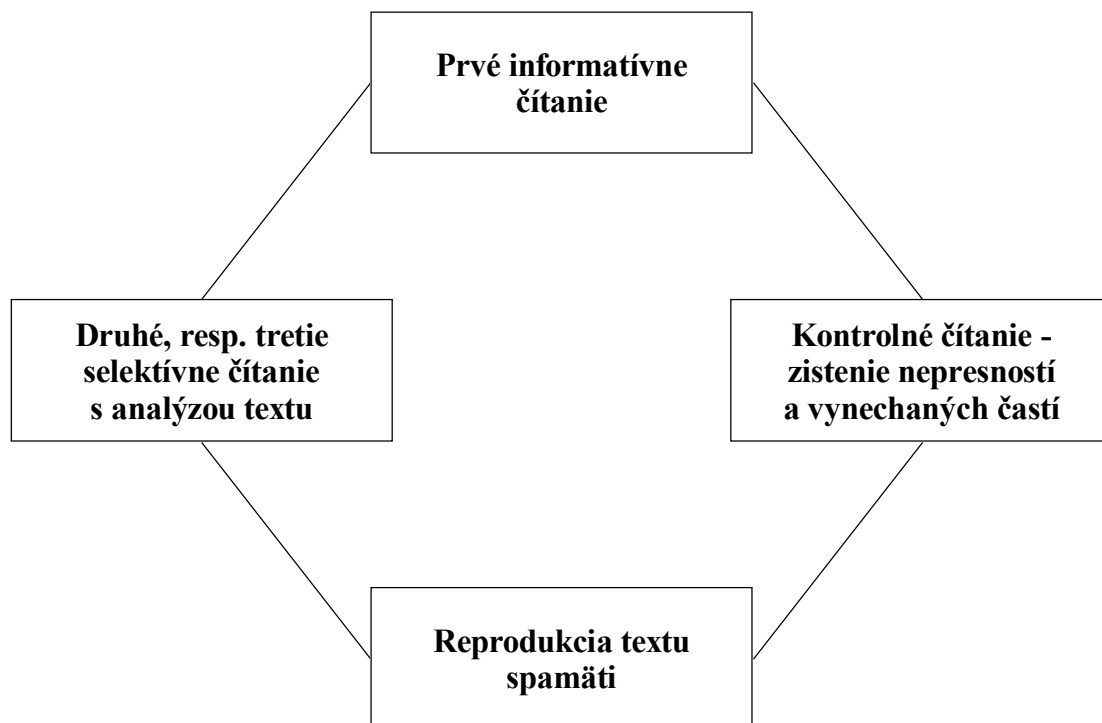 Prvé informatívne
čítanie
Druhé, resp. tretie
selektívne čítanie
s analýzou textu
Kontrolné čítanie -
zistenie nepresností
a vynechaných častí
Reprodukcia textu
spamäti